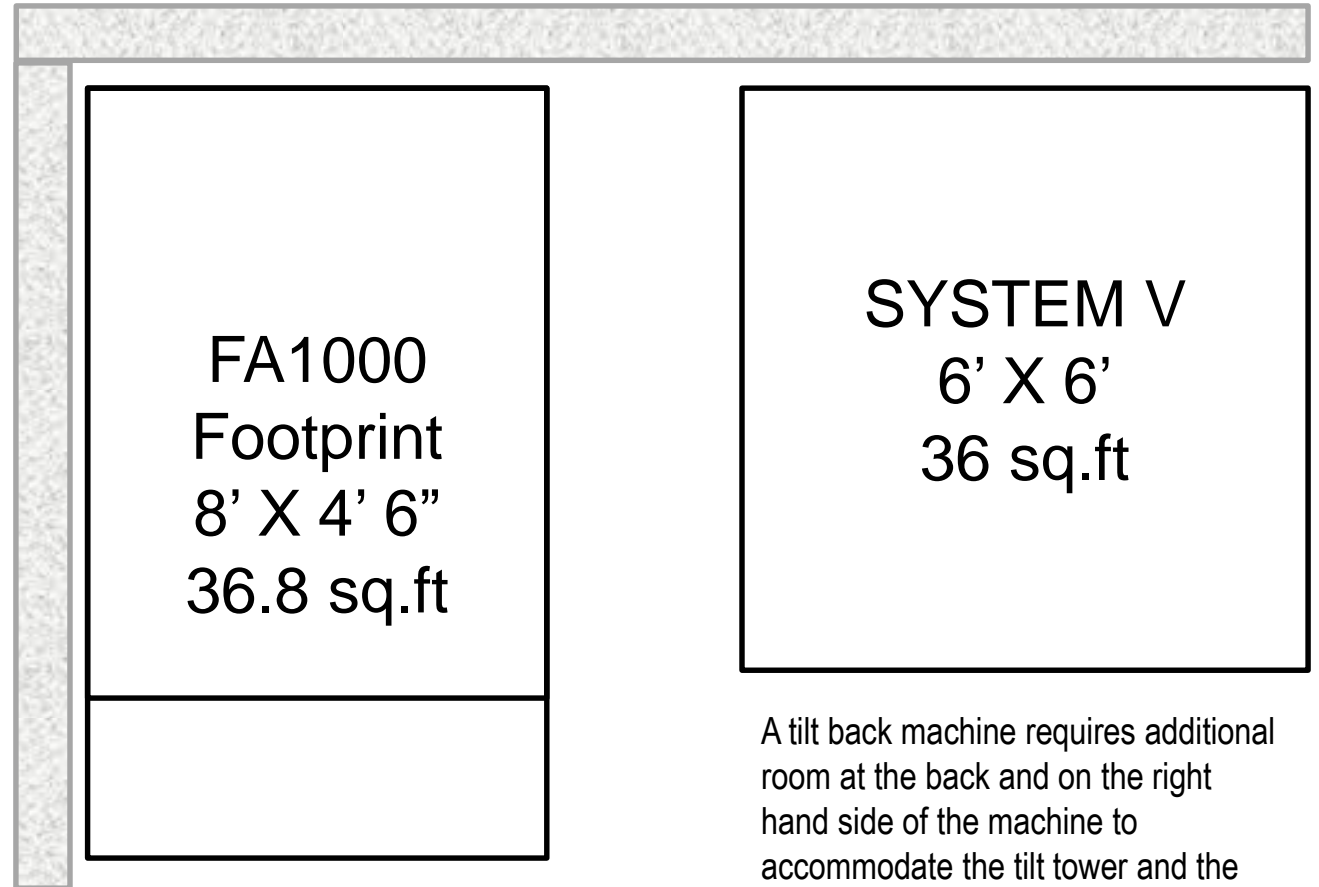 FA1000
Footprint
8’ X 4’ 6”
36.8 sq.ft
SYSTEM V
6’ X 6’
36 sq.ft
A tilt back machine requires additional
room at the back and on the right
hand side of the machine to
accommodate the tilt tower and the